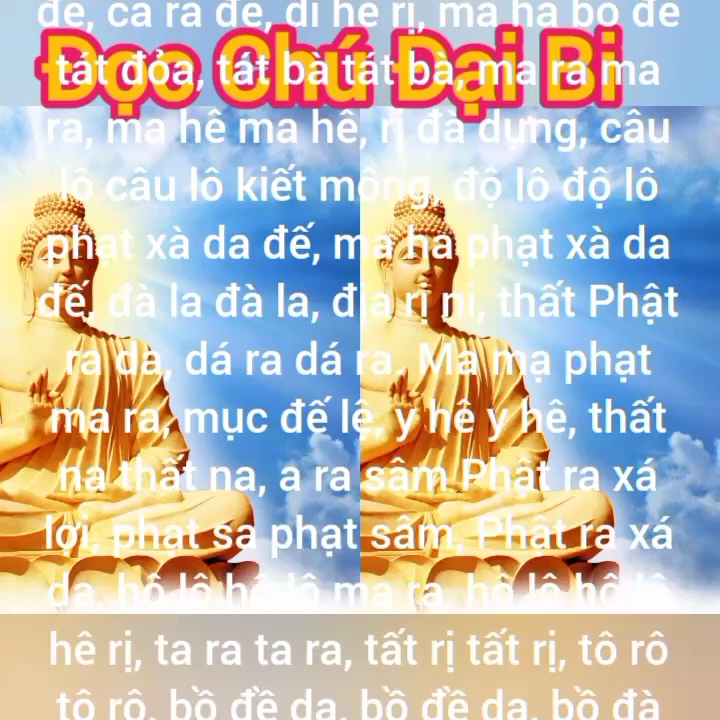 đế, ca ra đế, di hê rị, ma ha bồ đề
Đọc Chú Đại Bi
tát đỏa, tát bà tát bà, ma ra ma
ra, ma hê ma hê, rị đà dựng, câu
lô câu lô kiết mông, độ lô độ lô
phạt xà da đế, ma ha phạt xà da
đế, đà la đà la, địa rị ni, thất Phật
ra da, dá ra dá ra. Ma mạ phạt
ma ra, mục đế lệ, y hê y hê, thất
na thất na, a ra sâm Phật ra xá
lợi, phạt sa phạt sâm, Phật ra xá
da, hô lô hô lô ma ra, hô lô hô lô
hê rị, ta ra ta ra, tất rị tất rị, tô rô
tô rô, bồ đề dạ, bồ đề dạ, bồ đà